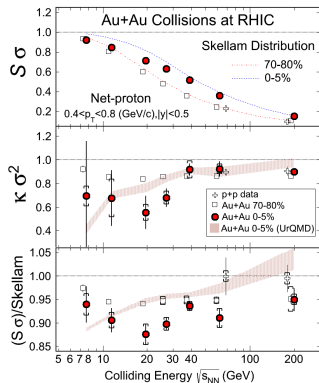 Au+Au Collisions at RHIC
Skellam Distribution
70-80%
0-5%
Net-proton
0.4<p_T<0.8 (GeV/c),|y|<0.5
S σ
1.0
0.8
0.6
0.4
0.2
0.0
κ σ²
1.2
1.0
0.8
0.6
0.4
p+p data
Au+Au 70-80%
Au+Au 0-5%
Au+Au 0-5% (UrQMD)
(S σ)/Skellam
1.05
1.00
0.95
0.90
0.85
5 6 7 8 10 20 30 40 100 200
Colliding Energy √s_NN (GeV)